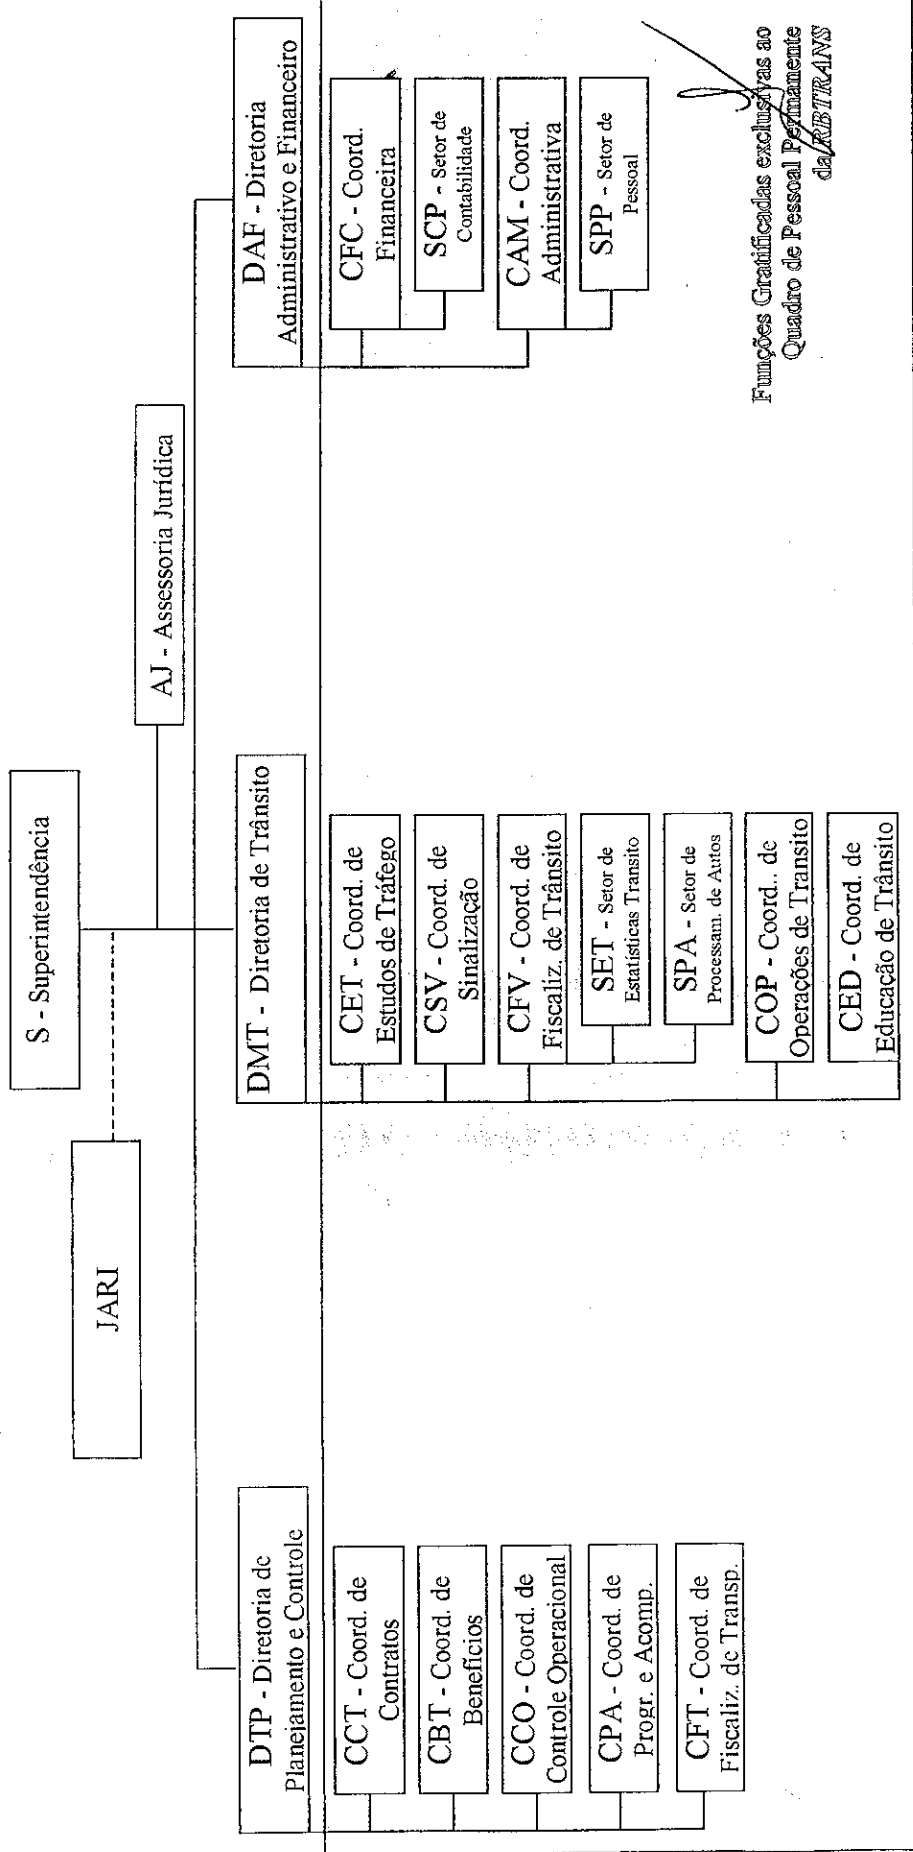 S - Superintendência
JARI
AJ - Assessoria Jurídica
DTP - Diretoria de
Planejamento e Controle
CCT - Coord. de
Contratos
CBT - Coord. de
Benefícios
CCO - Coord. de
Controle Operacional
CPA - Coord. de
Progr. e Acomp.
CFT - Coord. de
Fiscaliz. de Transp.
DMT - Diretoria de Trânsito
CET - Coord. de
Estudos de Tráfego
CSV - Coord. de
Sinalização
CFV - Coord. de
Fiscaliz. de Trânsito
SET - Setor de
Estatísticas Transito
SPA - Setor de
Processam. de Autos
COP - Coord.. de
Operações de Transito
CED - Coord. de
Educação de Trânsito
DAF - Diretoria
Administrativo e Financeiro
CFC - Coord.
Financeira
SCP - Setor de
Contabilidade
CAM - Coord.
Administrativa
SPP - Setor de
Pessoal
Funções Gratificadas exclusivas ao
Quadro de Pessoal Permanente
da RBTRANS